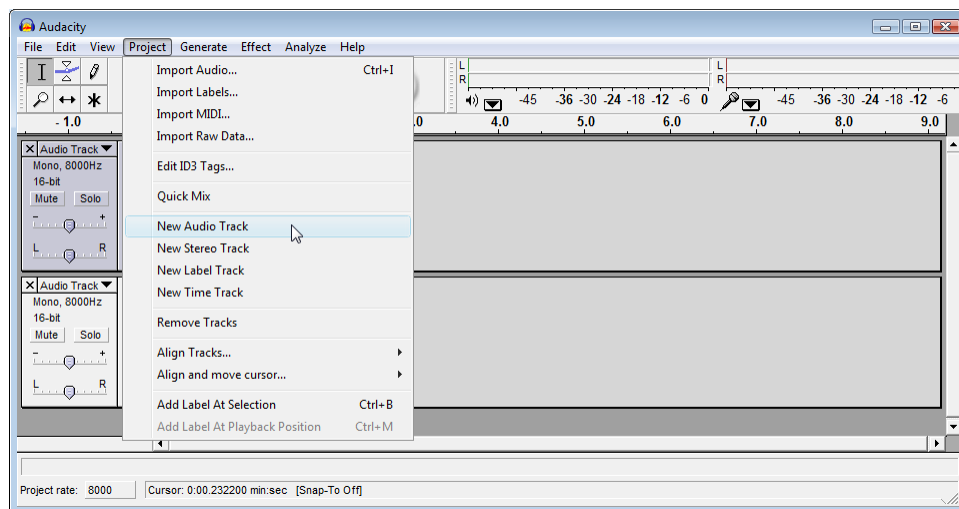 Audacity
File Edit View Project Generate Effect Analyze Help
Import Audio... Ctrl+I
Import Labels...
Import MIDI...
Import Raw Data...
Edit ID3 Tags...
Quick Mix
New Audio Track
New Stereo Track
New Label Track
New Time Track
Remove Tracks
Align Tracks...
Align and move cursor...
Add Label At Selection Ctrl+B
Add Label At Playback Position Ctrl+M
L L
R R
-45 -36 -30 -24 -18 -12 -6 0 -45 -36 -30 -24 -18 -12 -6
- 1.0 .0 4.0 5.0 6.0 7.0 8.0 9.0
X Audio Track
Mono, 8000Hz
16-bit
Mute Solo
- +
L R
X Audio Track
Mono, 8000Hz
16-bit
Mute Solo
- +
L R
Project rate: 8000 Cursor: 0:00.232200 min:sec [Snap-To Off]